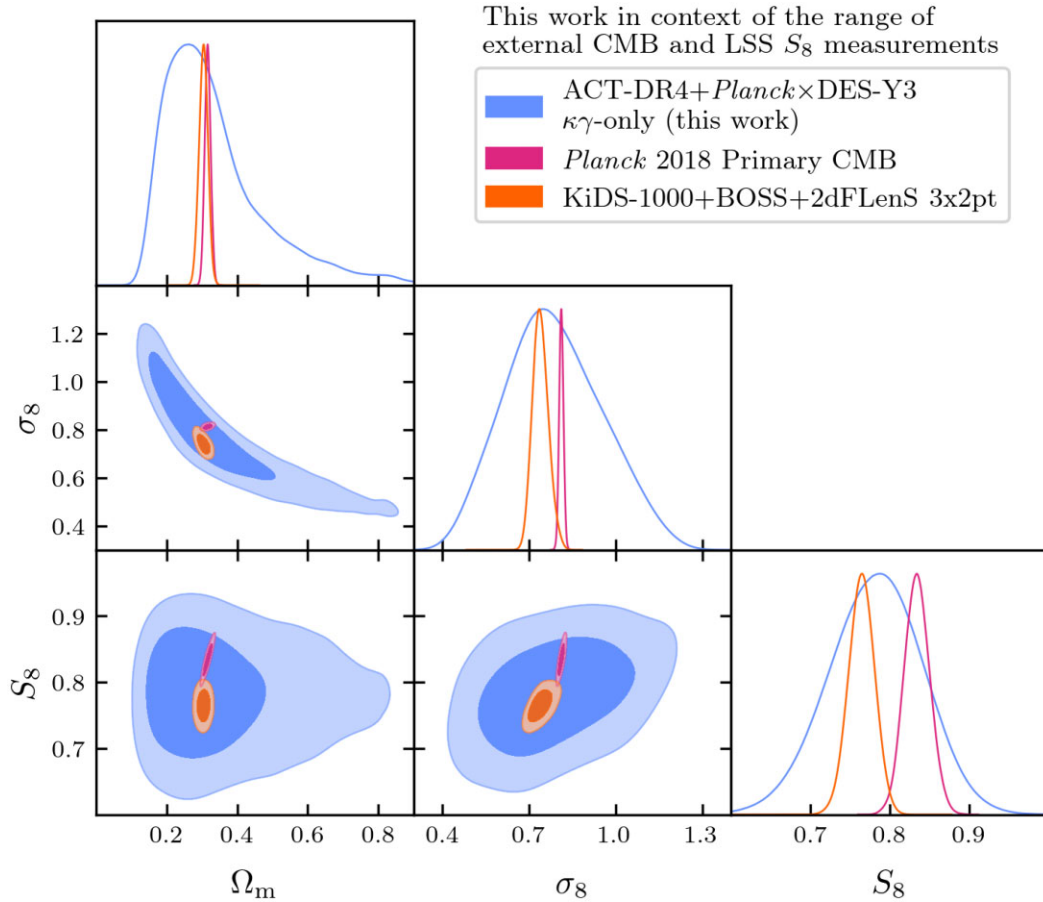 This work in context of the range of
external CMB and LSS S₈ measurements
ACT-DR4+Planck×DES-Y3
κγ-only (this work)
Planck 2018 Primary CMB
KiDS-1000+BOSS+2dFLenS 3x2pt
1.2
1.0
0.8
0.6
0.4
σ₈
0.9
0.8
0.7
S₈
0.2 0.4 0.6 0.8
0.4 0.7 1.0 1.3
0.7 0.8 0.9
Ωₘ
σ₈
S₈